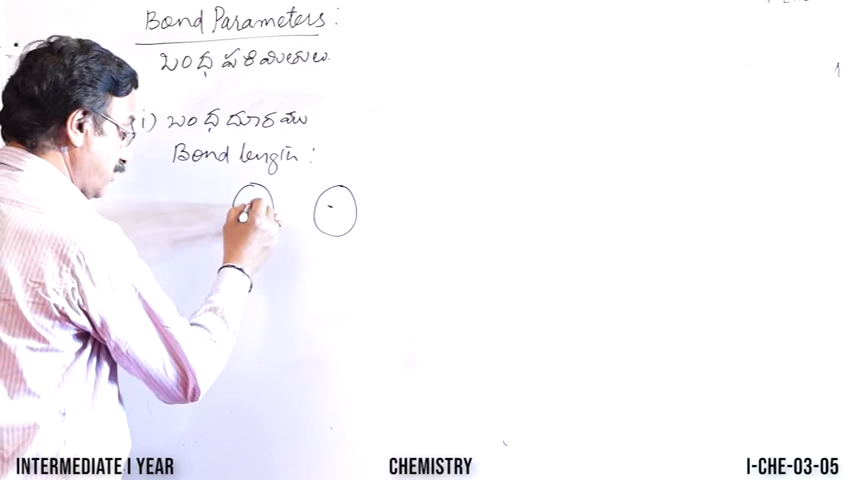 Bond Parameters :
బంధ పరిమితులు
i) బంధ దూరము
Bond length :
INTERMEDIATE I YEAR
CHEMISTRY
I-CHE-03-05